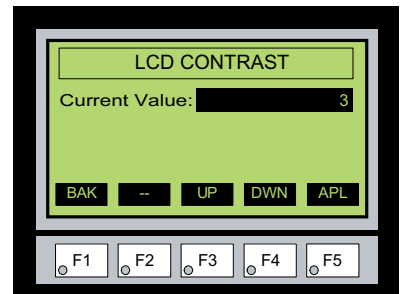 LCD CONTRAST
Current Value: 3
BAK -- UP DWN APL
F1 F2 F3 F4 F5